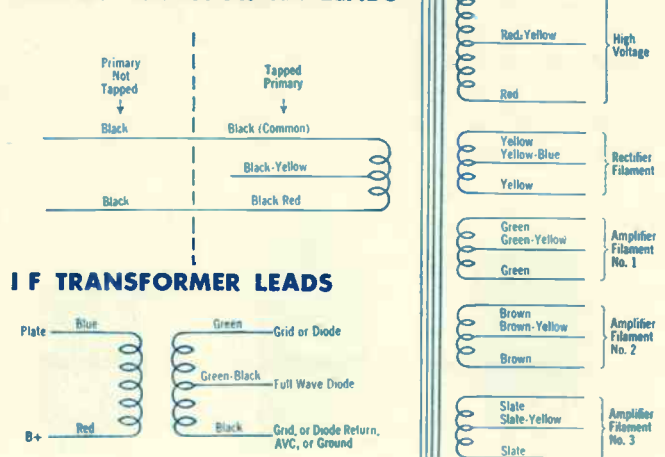 Primary
Not
Tapped
Tapped
Primary
Black
Black (Common)
Black-Yellow
Black
Black Red
I F TRANSFORMER LEADS
Plate
Blue
Green
Grid or Diode
Green-Black
Full Wave Diode
B+
Red
Black
Grid, or Diode Return,
AVC, or Ground
Red-Yellow
High
Voltage
Red
Yellow
Yellow-Blue
Yellow
Rectifier
Filament
Green
Green-Yellow
Green
Amplifier
Filament
No. 1
Brown
Brown-Yellow
Brown
Amplifier
Filament
No. 2
Slate
Slate-Yellow
Slate
Amplifier
Filament
No. 3